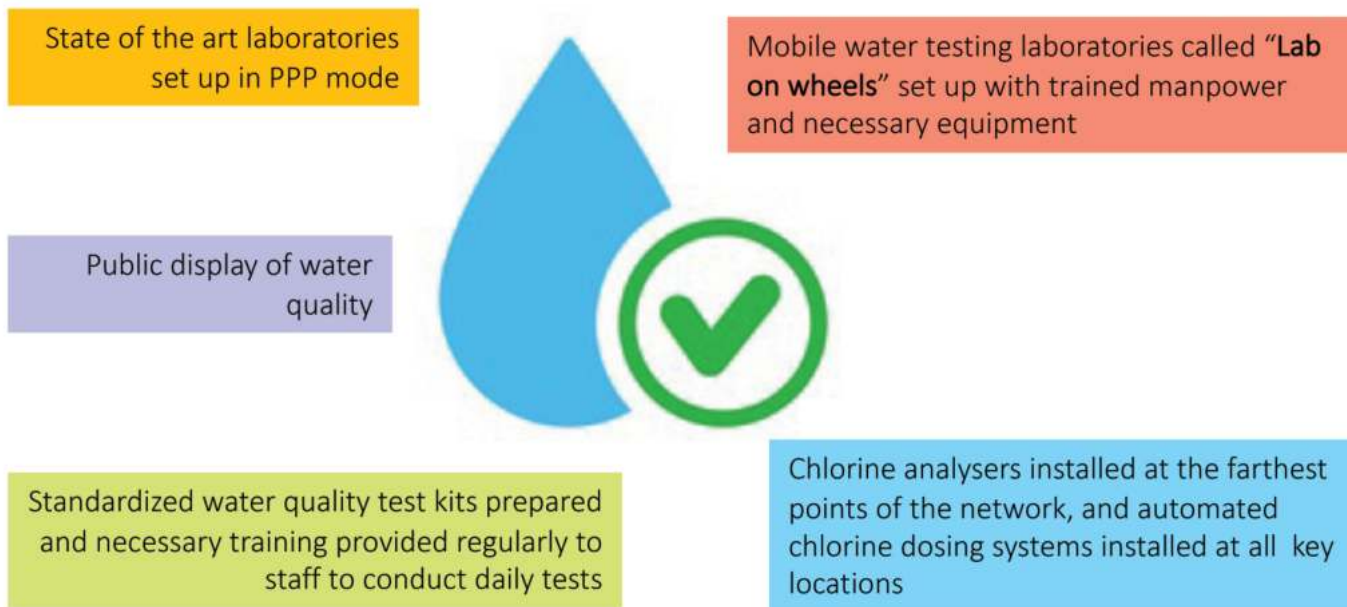 State of the art laboratories
set up in PPP mode
Mobile water testing laboratories called “Lab
on wheels” set up with trained manpower
and necessary equipment
Public display of water
quality
Standardized water quality test kits prepared
and necessary training provided regularly to
staff to conduct daily tests
Chlorine analysers installed at the farthest
points of the network, and automated
chlorine dosing systems installed at all key
locations